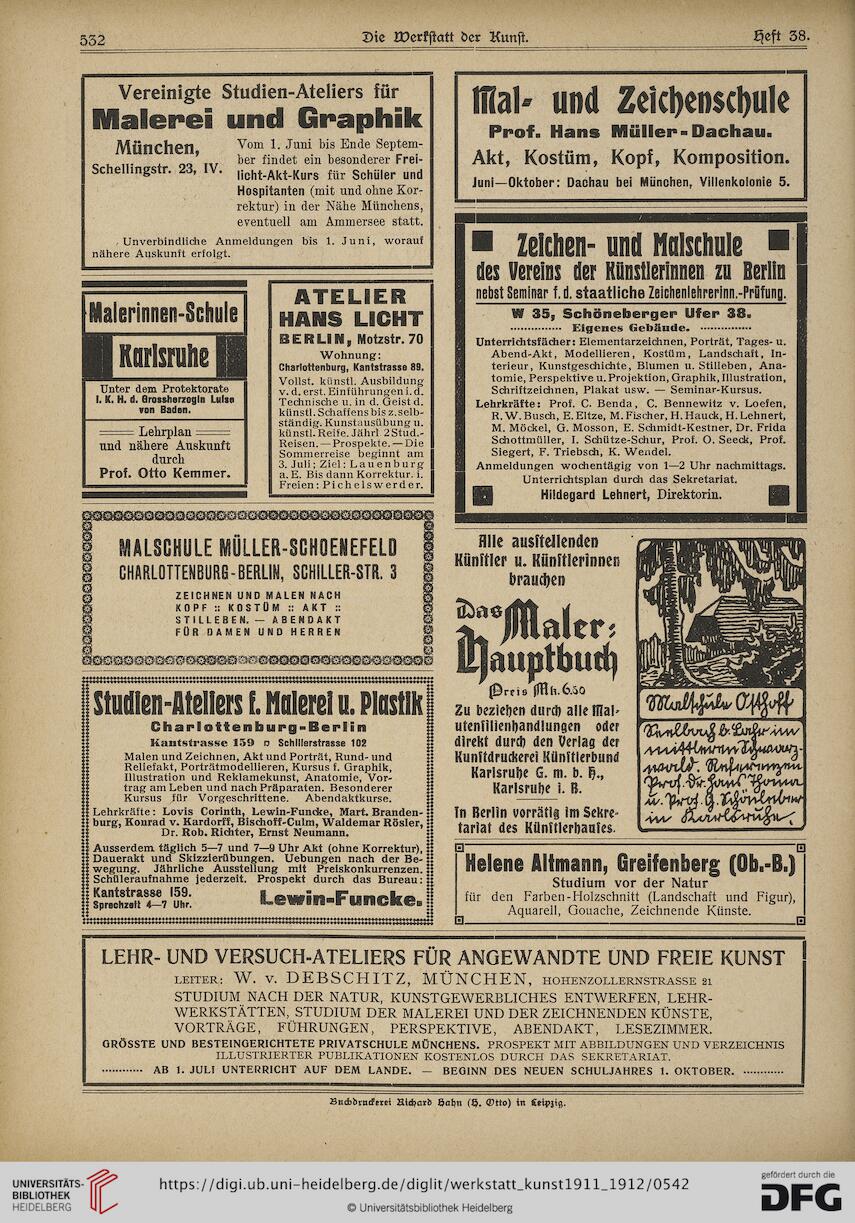 532
Die Werkstatt der Kunst.
Heft 38.
Vereinigte Studien-Ateliers für
Malerei und Graphik
München,
Schellingstr. 23, IV.
Vom 1. Juni bis Ende Septem-
ber findet ein besonderer Frei-
licht-Akt-Kurs für Schüler und
Hospitanten (mit und ohne Kor-
rektur) in der Nähe Münchens,
eventuell am Ammersee statt.
Unverbindliche Anmeldungen bis 1. Juni, worauf
nähere Auskunft erfolgt.
Mal- und Zeichenschule
Prof. Hans Müller-Dachau.
Akt, Kostüm, Kopf, Komposition.
Juni—Oktober: Dachau bei München, Villenkolonie 5.
Malerinnen-Schule
Karlsruhe
Unter dem Protektorate
I. K. H. d. Grossherzogin Luise
von Baden.
Lehrplan
und nähere Auskunft
durch
Prof. Otto Kemmer.
ATELIER
HANS LICHT
BERLIN, Motzstr. 70
Wohnung:
Charlottenburg, Kantstrasse 89.
Vollst. künstl. Ausbildung
v. d. erst. Einführungen i. d.
Technische u. in d. Geist d.
künstl. Schaffens bis z. selb-
ständig. Kunstausübung u.
künstl. Reife. Jährl 2 Stud.-
Reisen. — Prospekte. — Die
Sommerreise beginnt am
3. Juli; Ziel: Lauenburg
a. E. Bis dann Korrektur. i.
Freien: Pichelswerder.
Zeichen- und Malschule
des Vereins der Künstlerinnen zu Berlin
nebst Seminar f. d. staatliche Zeichenlehrerinn.-Prüfung.
W 35, Schöneberger Ufer 38.
Eigenes Gebäude.
Unterrichtsfächer: Elementarzeichnen, Porträt, Tages- u.
Abend-Akt, Modellieren, Kostüm, Landschaft, In-
terieur, Kunstgeschichte, Blumen u. Stilleben, Ana-
tomie, Perspektive u. Projektion, Graphik, Illustration,
Schriftzeichnen, Plakat usw. — Seminar-Kursus.
Lehrkräfte: Prof. C. Benda, C. Bennewitz v. Loefen,
R. W. Busch, E. Eltze, M. Fischer, H. Hauck, H. Lehnert,
M. Möckel, G. Mosson, E. Schmidt-Kestner, Dr. Frida
Schottmüller, I. Schütze-Schur, Prof. O. Seeck, Prof.
Siegert, F. Triebsch, K. Wendel.
Anmeldungen wochentägig von 1—2 Uhr nachmittags.
Unterrichtsplan durch das Sekretariat.
Hildegard Lehnert, Direktorin.
MALSCHULE MÜLLER-SCHOENEFELD
CHARLOTTENBURG-BERLIN, SCHILLER-STR. 3
ZEICHNEN UND MALEN NACH
KOPF :: KOSTÜM :: AKT ::
STILLEBEN. — ABENDAKT
FÜR DAMEN UND HERREN
Alle ausstellenden
Künstler u. Künstlerinnen
brauchen
Das Maler-
Hauptbuch
Preis Mk. 6.50
Zu beziehen durch alle Mal-
utensilienhandlungen oder
direkt durch den Verlag der
Kunstdruckerei Künstlerbund
Karlsruhe G. m. b. H.,
Karlsruhe i. B.
In Berlin vorrätig im Sekre-
tariat des Künstlerhauses.
Malschule Osthoff
Seelbach b. Lahr im
mittleren Schwarz-
wald. Referenzen
Prof. Dr. Hans Thoma
u. Prof. G. Schönleber
in Karlsruhe.
Studien-Ateliers f. Malerei u. Plastik
Charlottenburg-Berlin
Kantstrasse 159 □ Schillerstrasse 102
Malen und Zeichnen, Akt und Porträt, Rund- und
Reliefakt, Porträtmodellieren, Kursus f. Graphik,
Illustration und Reklamekunst, Anatomie, Vor-
trag am Leben und nach Präparaten. Besonderer
Kursus für Vorgeschrittene. Abendaktkurse.
Lehrkräfte: Lovis Corinth, Lewin-Funcke, Mart. Branden-
burg, Konrad v. Kardorff, Bischoff-Culm, Waldemar Rösler,
Dr. Rob. Richter, Ernst Neumann.
Ausserdem täglich 5—7 und 7—9 Uhr Akt (ohne Korrektur),
Dauerakt und Skizzierübungen. Uebungen nach der Be-
wegung. Jährliche Ausstellung mit Preiskonkurrenzen.
Schüleraufnahme jederzeit. Prospekt durch das Bureau:
Kantstrasse 159.
Sprechzeit 4—7 Uhr.
Lewin-Funcke.
Helene Altmann, Greifenberg (Ob.-B.)
Studium vor der Natur
für den Farben-Holzschnitt (Landschaft und Figur),
Aquarell, Gouache, Zeichnende Künste.
LEHR- UND VERSUCH-ATELIERS FÜR ANGEWANDTE UND FREIE KUNST
LEITER: W. v. DEBSCHITZ, MÜNCHEN, HOHENZOLLERNSTRASSE 21
STUDIUM NACH DER NATUR, KUNSTGEWERBLICHES ENTWERFEN, LEHR-
WERKSTÄTTEN, STUDIUM DER MALEREI UND DER ZEICHNENDEN KÜNSTE,
VORTRÄGE, FÜHRUNGEN, PERSPEKTIVE, ABENDAKT, LESEZIMMER.
GRÖSSTE UND BESTEINGERICHTETE PRIVATSCHULE MÜNCHENS. PROSPEKT MIT ABBILDUNGEN UND VERZEICHNIS
ILLUSTRIERTER PUBLIKATIONEN KOSTENLOS DURCH DAS SEKRETARIAT.
AB 1. JULI UNTERRICHT AUF DEM LANDE. — BEGINN DES NEUEN SCHULJAHRES 1. OKTOBER.
Buchdruckerei Richard Hahn (H. Otto) in Leipzig.
UNIVERSITÄTS-
BIBLIOTHEK
HEIDELBERG
https://digi.ub.uni-heidelberg.de/diglit/werkstatt_kunst1911_1912/0542
© Universitätsbibliothek Heidelberg
gefördert durch die
DFG